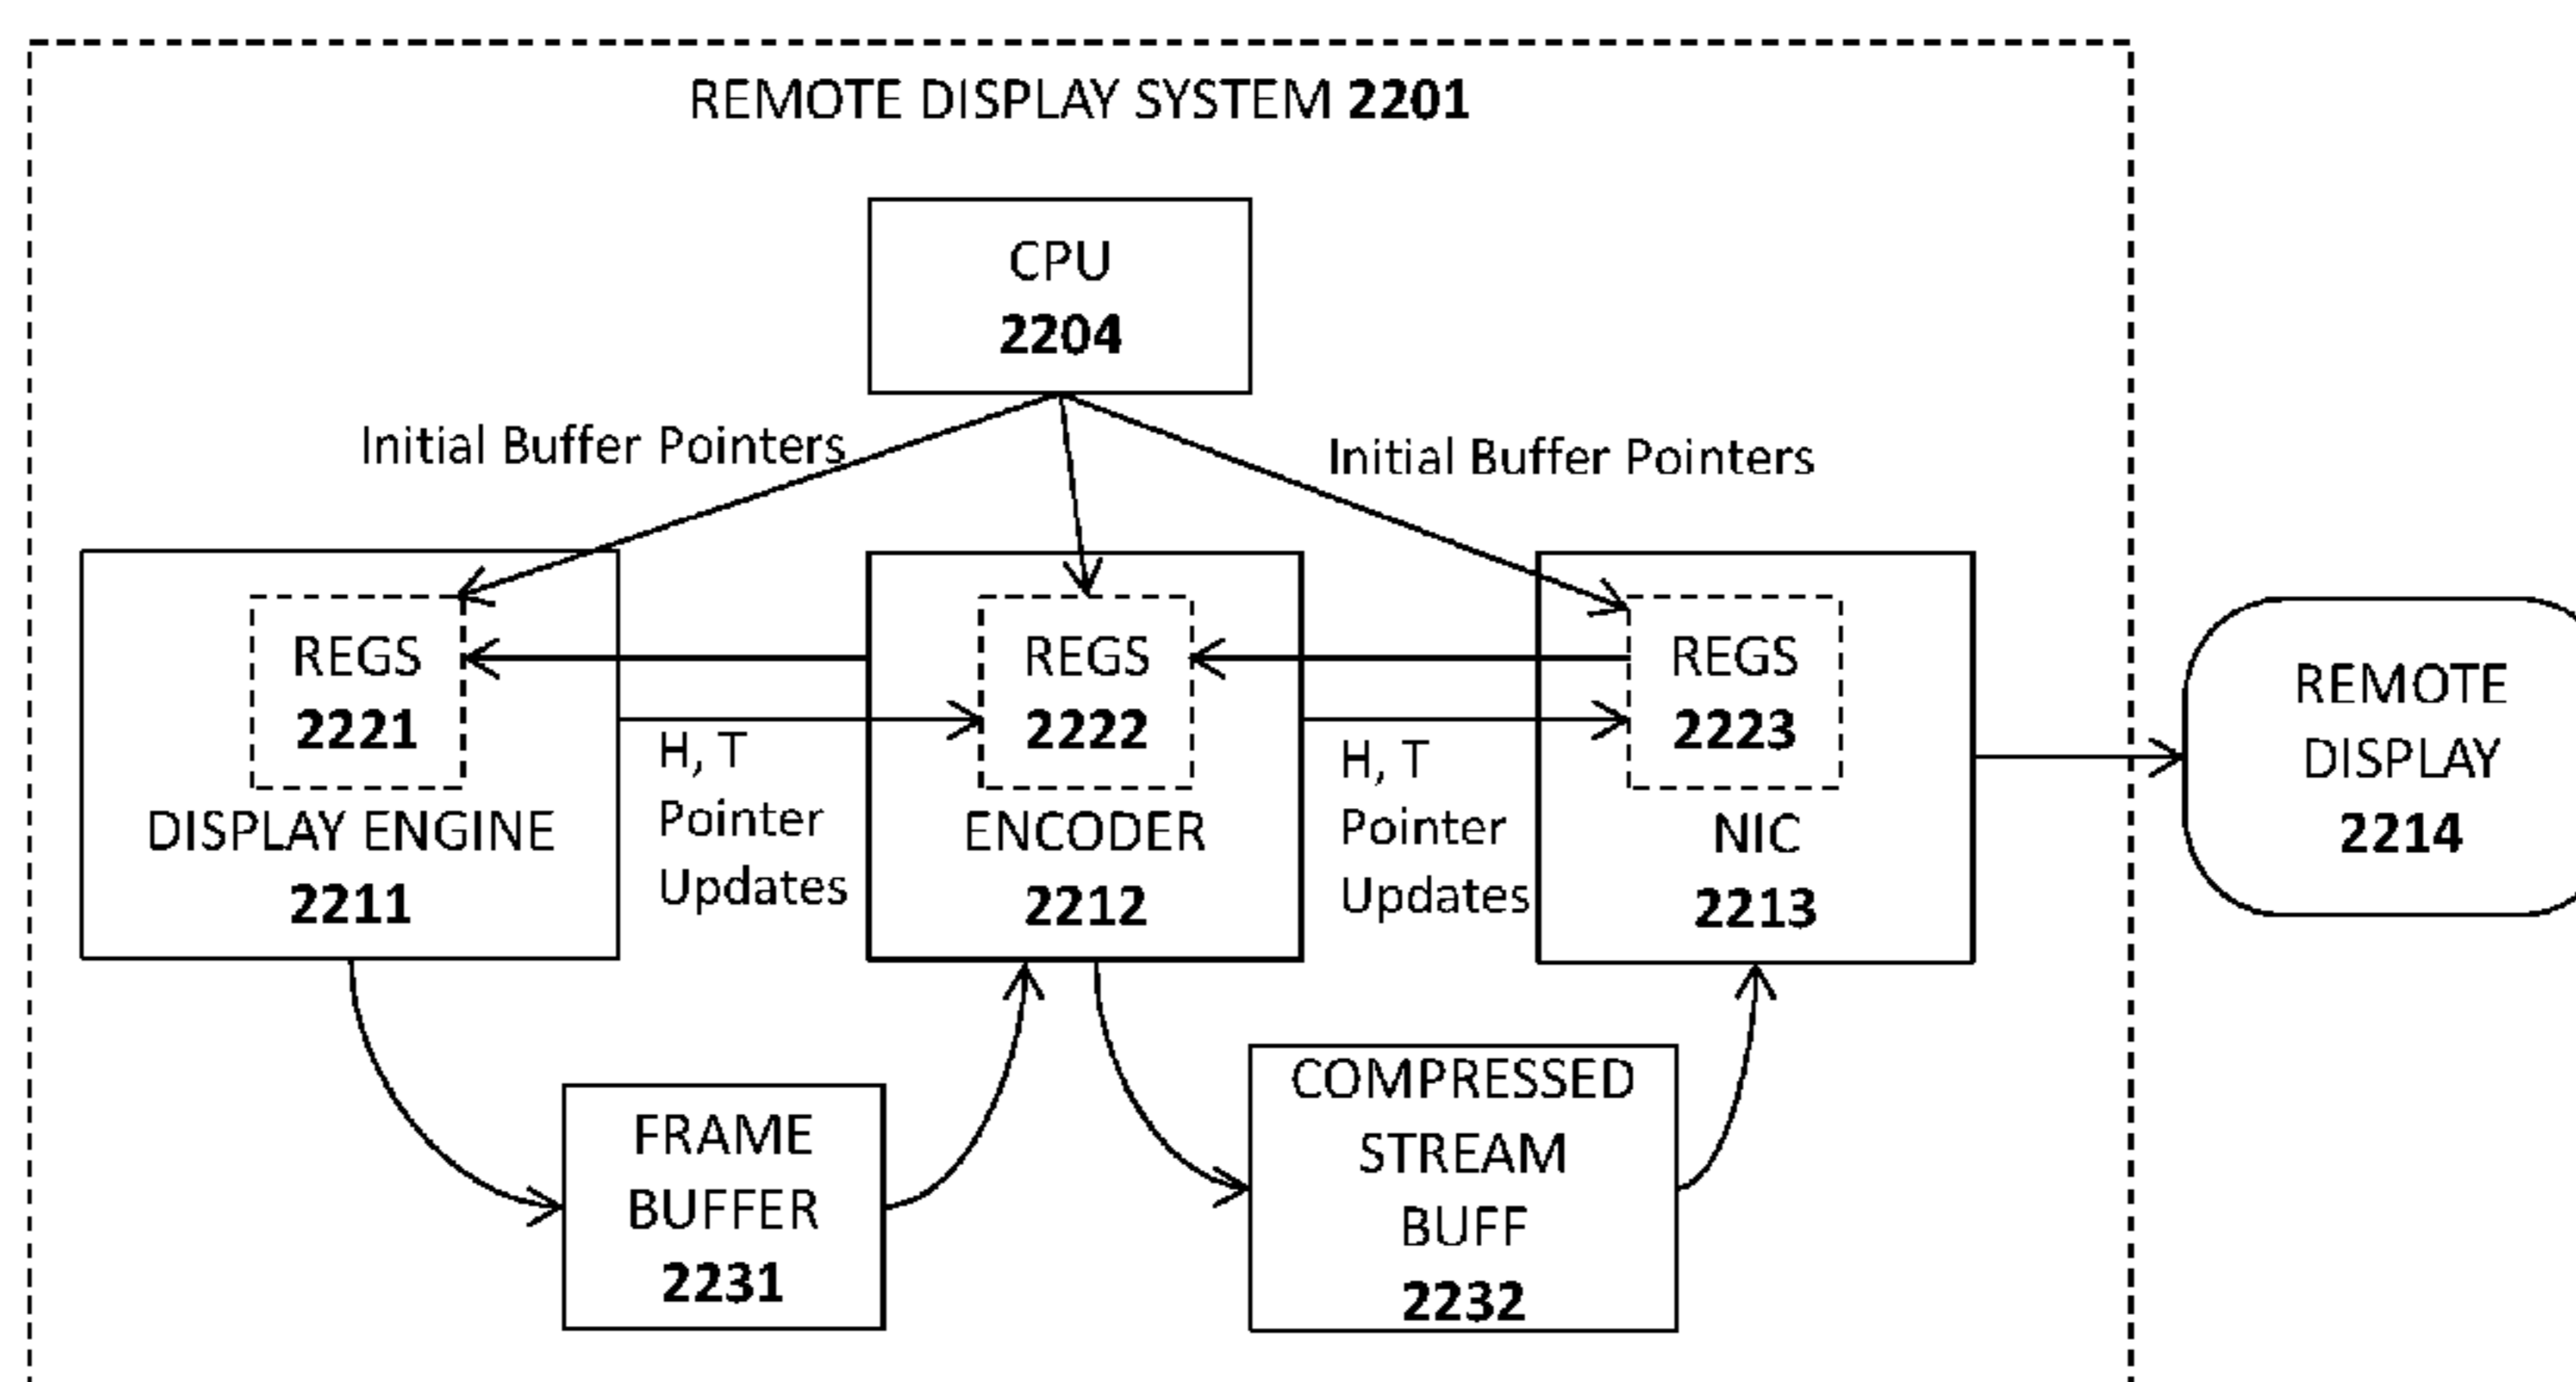 REMOTE DISPLAY SYSTEM 2201
CPU
2204
Initial Buffer Pointers
Initial Buffer Pointers
REGS
2221
DISPLAY ENGINE
2211
H, T
Pointer
Updates
REGS
2222
ENCODER
2212
H, T
Pointer
Updates
REGS
2223
NIC
2213
REMOTE
DISPLAY
2214
FRAME
BUFFER
2231
COMPRESSED
STREAM
BUFF
2232